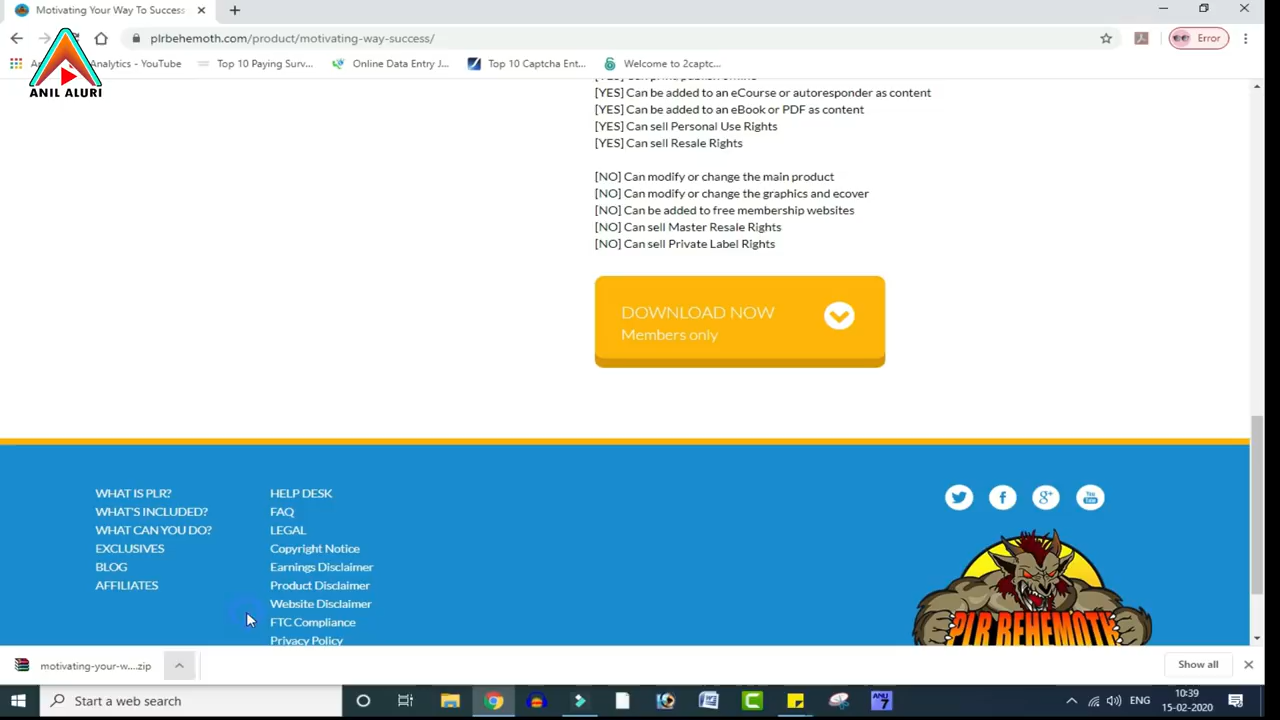 Motivating Your Way To Success
plrbehemoth.com/product/motivating-way-success/
Error
Analytics - YouTube
Top 10 Paying Surv...
Online Data Entry J...
Top 10 Captcha Ent...
Welcome to 2captc...
ANIL ALURI
[YES] Can be added to an eCourse or autoresponder as content
[YES] Can be added to an eBook or PDF as content
[YES] Can sell Personal Use Rights
[YES] Can sell Resale Rights
[NO] Can modify or change the main product
[NO] Can modify or change the graphics and ecover
[NO] Can be added to free membership websites
[NO] Can sell Master Resale Rights
[NO] Can sell Private Label Rights
DOWNLOAD NOW
Members only
WHAT IS PLR?
WHAT'S INCLUDED?
WHAT CAN YOU DO?
EXCLUSIVES
BLOG
AFFILIATES
HELP DESK
FAQ
LEGAL
Copyright Notice
Earnings Disclaimer
Product Disclaimer
Website Disclaimer
FTC Compliance
Privacy Policy
You Tube
PLR BEHEMOTH
motivating-your-w....zip
Show all
Start a web search
ANU 7
ENG
10:39
15-02-2020